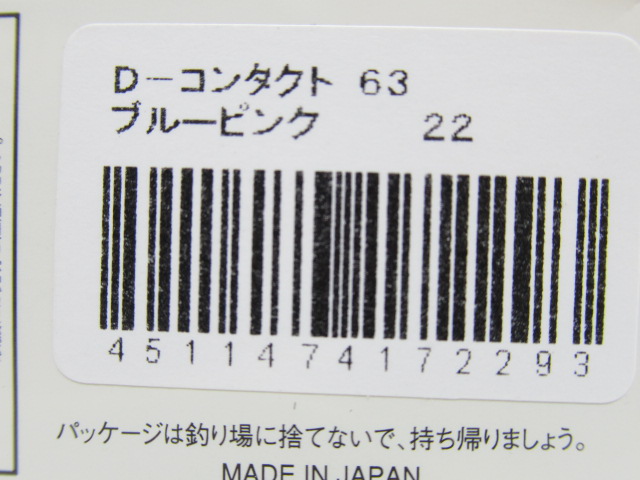 D-コンタクト 63
ブルーピンク 22
4511474172293
パッケージは釣り場に捨てないで、持ち帰りましょう。
MADE IN JAPAN